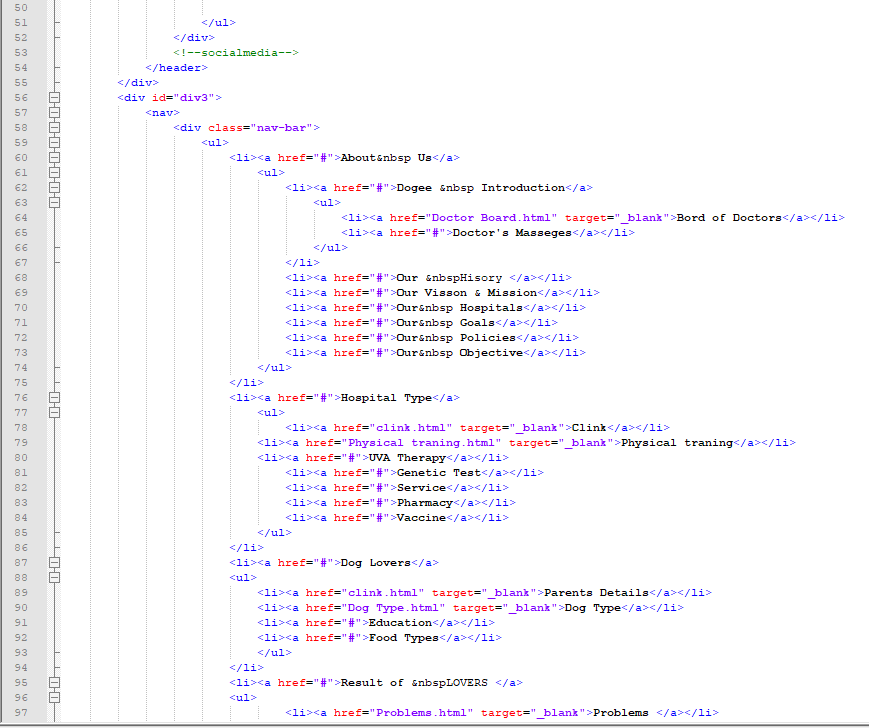 50
51 </ul>
52 </div>
53 <!--socialmedia-->
54 </header>
55 </div>
56 <div id="div3">
57 <nav>
58 <div class="nav-bar">
59 <ul>
60 <li><a href="#">About&nbsp Us</a>
61 <ul>
62 <li><a href="#">Dogee &nbsp Introduction</a>
63 <ul>
64 <li><a href="Doctor Board.html" target="_blank">Bord of Doctors</a></li>
65 <li><a href="#">Doctor's Masseges</a></li>
66 </ul>
67 </li>
68 <li><a href="#">Our &nbspHisory </a></li>
69 <li><a href="#">Our Visson & Mission</a></li>
70 <li><a href="#">Our&nbsp Hospitals</a></li>
71 <li><a href="#">Our&nbsp Goals</a></li>
72 <li><a href="#">Our&nbsp Policies</a></li>
73 <li><a href="#">Our&nbsp Objective</a></li>
74 </ul>
75 </li>
76 <li><a href="#">Hospital Type</a>
77 <ul>
78 <li><a href="clink.html" target="_blank">Clink</a></li>
79 <li><a href="Physical traning.html" target="_blank">Physical traning</a></li>
80 <li><a href="#">UVA Therapy</a></li>
81 <li><a href="#">Genetic Test</a></li>
82 <li><a href="#">Service</a></li>
83 <li><a href="#">Pharmacy</a></li>
84 <li><a href="#">Vaccine</a></li>
85 </ul>
86 </li>
87 <li><a href="#">Dog Lovers</a>
88 <ul>
89 <li><a href="clink.html" target="_blank">Parents Details</a></li>
90 <li><a href="Dog Type.html" target="_blank">Dog Type</a></li>
91 <li><a href="#">Education</a></li>
92 <li><a href="#">Food Types</a></li>
93 </ul>
94 </li>
95 <li><a href="#">Result of &nbspLOVERS </a>
96 <ul>
97 <li><a href="Problems.html" target="_blank">Problems </a></li>